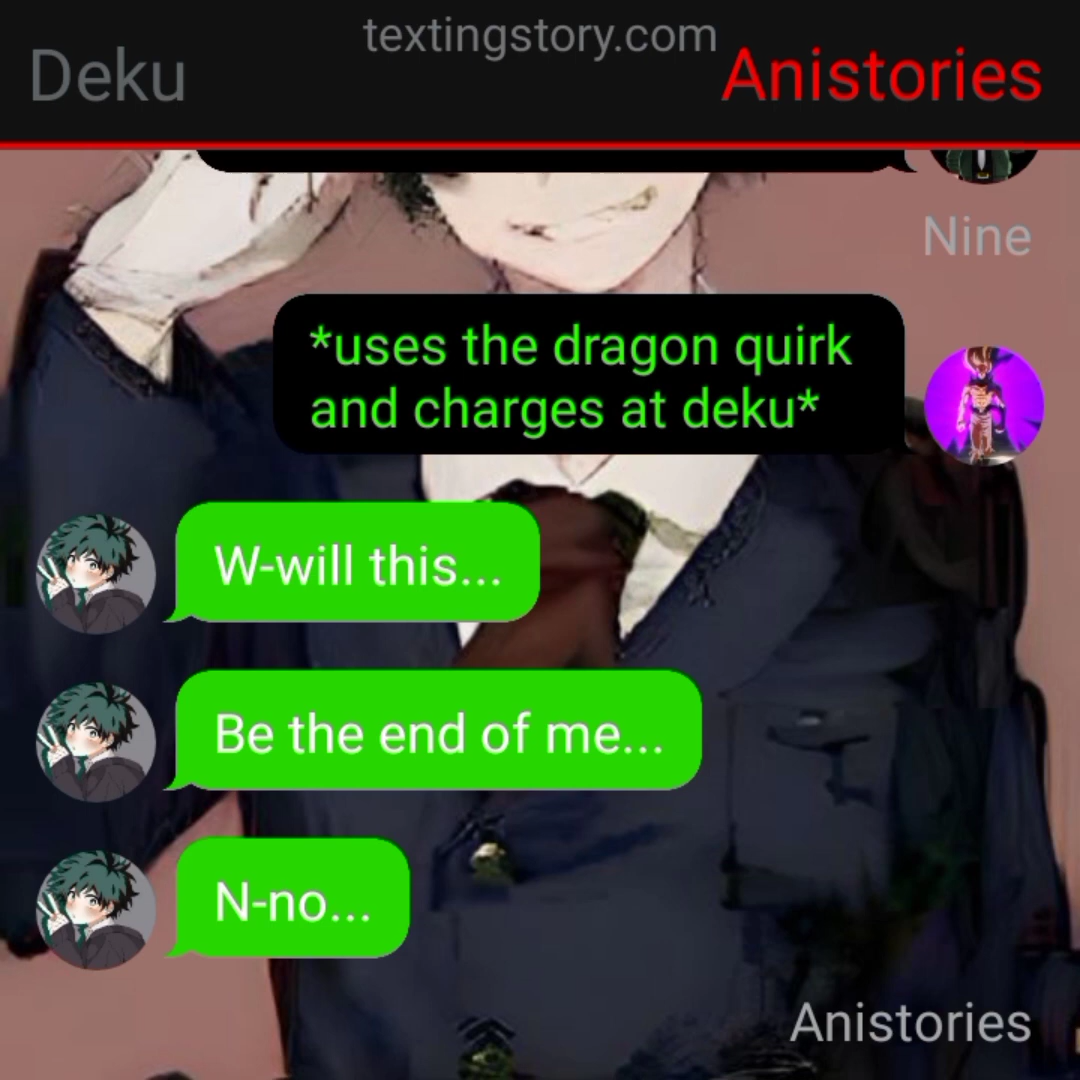 textingstory.com
Deku
Anistories
Nine
*uses the dragon quirk
and charges at deku*
W-will this...
Be the end of me...
N-no...
Anistories